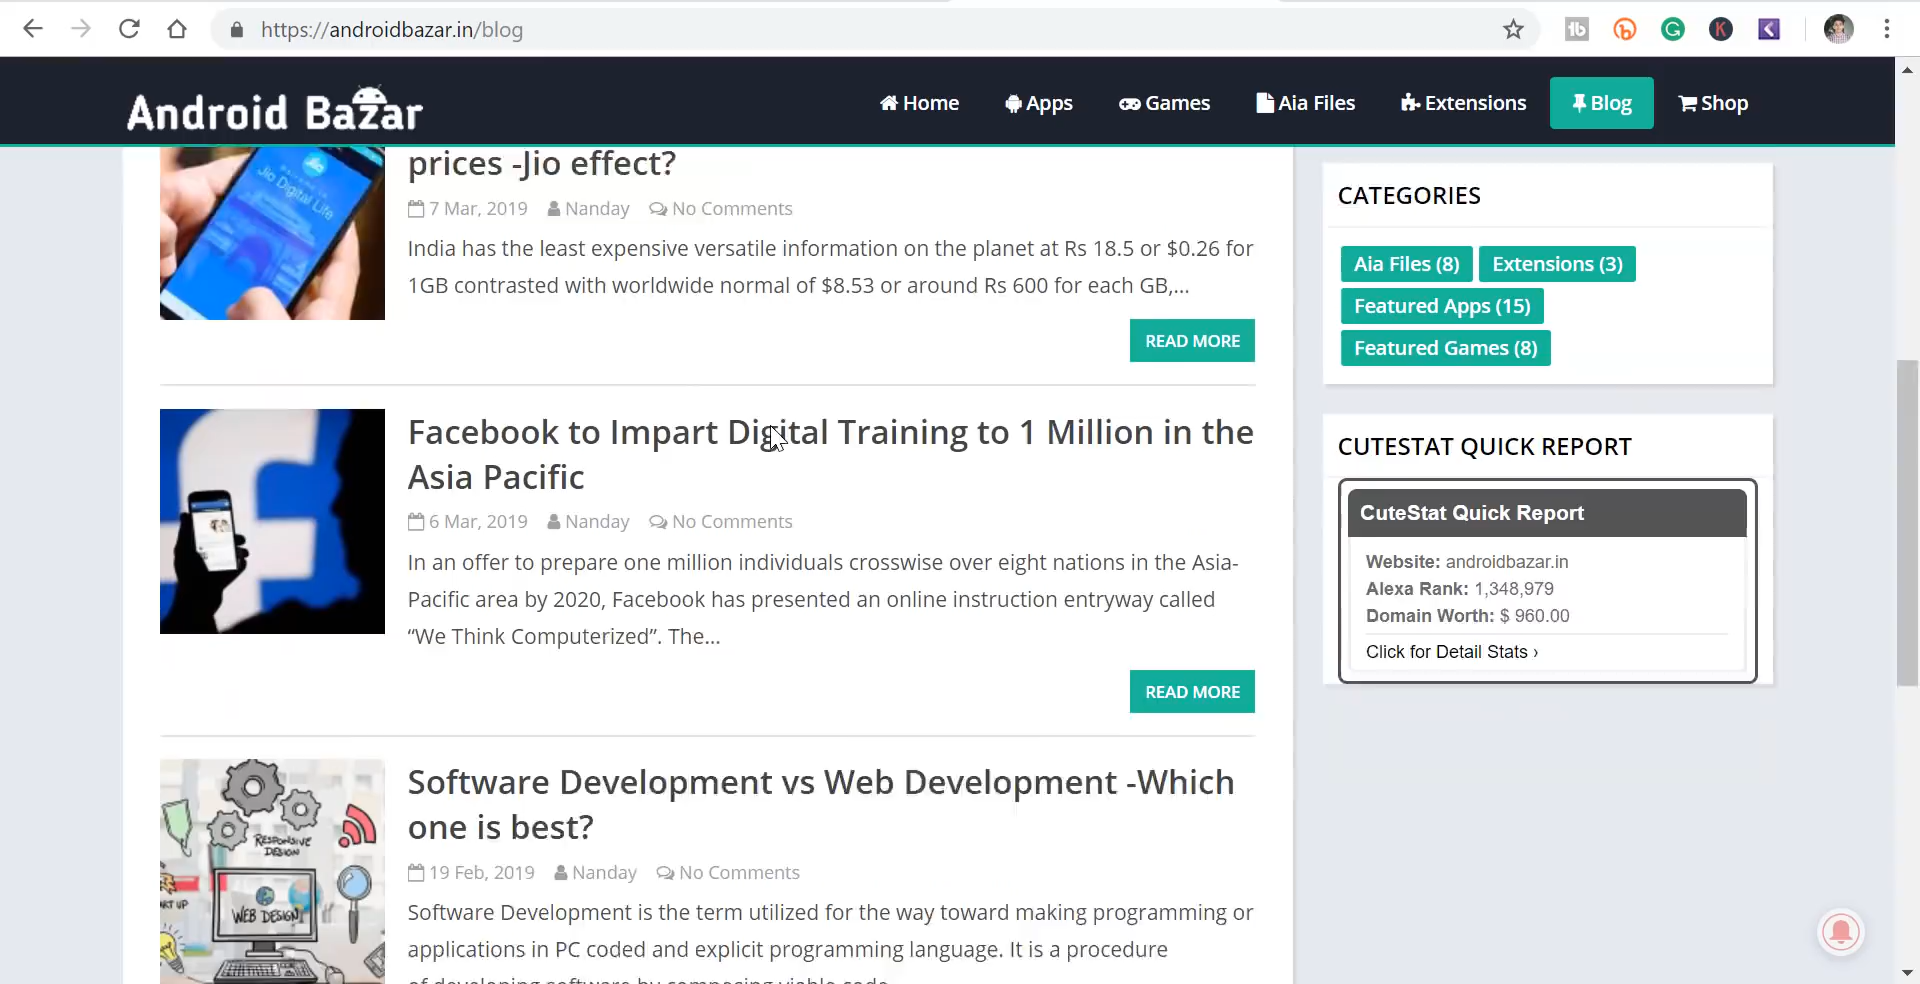 https://androidbazar.in/blog
Android Bazar
Home
Apps
Games
Aia Files
Extensions
Blog
Shop
prices -Jio effect?
7 Mar, 2019 Nanday No Comments
India has the least expensive versatile information on the planet at Rs 18.5 or $0.26 for
1GB contrasted with worldwide normal of $8.53 or around Rs 600 for each GB,...
READ MORE
Facebook to Impart Digital Training to 1 Million in the
Asia Pacific
6 Mar, 2019 Nanday No Comments
In an offer to prepare one million individuals crosswise over eight nations in the Asia-
Pacific area by 2020, Facebook has presented an online instruction entryway called
“We Think Computerized”. The...
READ MORE
RESPONSIVE
DESIGN
WEB DESIGN
Software Development vs Web Development -Which
one is best?
19 Feb, 2019 Nanday No Comments
Software Development is the term utilized for the way toward making programming or
applications in PC coded and explicit programming language. It is a procedure
CATEGORIES
Aia Files (8) Extensions (3)
Featured Apps (15)
Featured Games (8)
CUTESTAT QUICK REPORT
CuteStat Quick Report
Website: androidbazar.in
Alexa Rank: 1,348,979
Domain Worth: $ 960.00
Click for Detail Stats ›